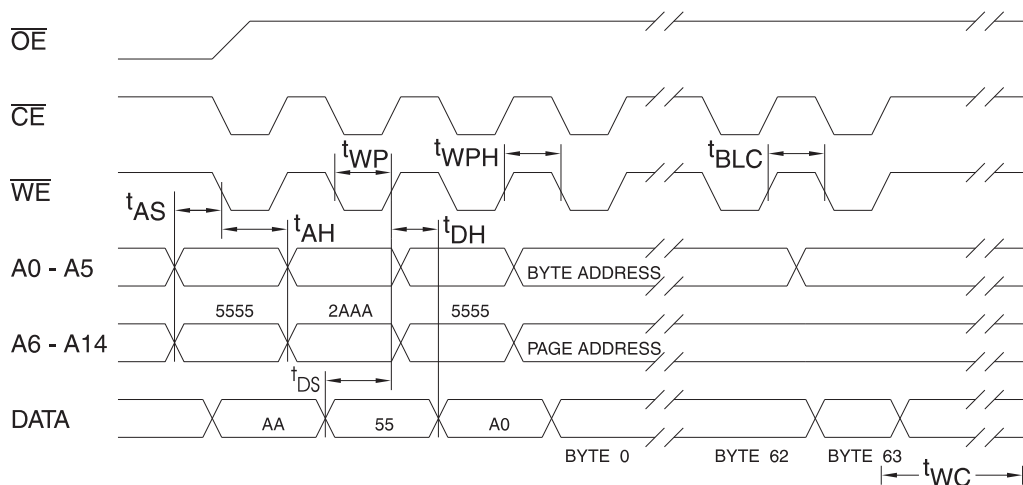 OE
CE
tWP
tWPH
tBLC
WE
tAS
tAH
tDH
A0 - A5
BYTE ADDRESS
5555
2AAA
5555
A6 - A14
PAGE ADDRESS
tDS
DATA
AA
55
A0
BYTE 0
BYTE 62
BYTE 63
tWC